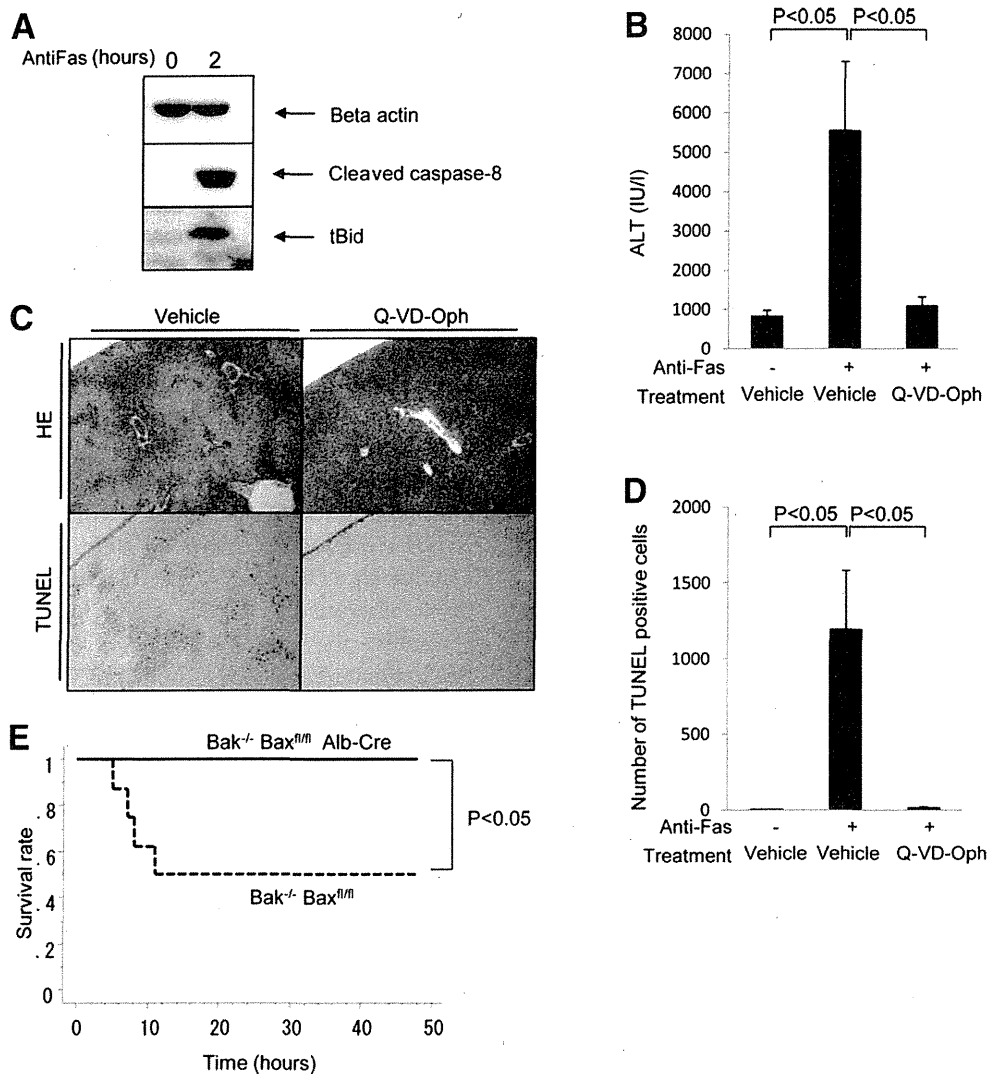 A
AntiFas (hours) 0 2
Beta actin
Cleaved caspase-8
tBid
B
P<0.05 P<0.05
8000
7000
6000
5000
4000
3000
2000
1000
0
ALT (IU/l)
Anti-Fas - + +
Treatment Vehicle Vehicle Q-VD-Oph
C
Vehicle Q-VD-Oph
HE
TUNEL
D
P<0.05 P<0.05
2000
1500
1000
500
0
Number of TUNEL positive cells
Anti-Fas - + +
Treatment Vehicle Vehicle Q-VD-Oph
E
Bak-/- Baxfl/fl Alb-Cre
P<0.05
Bak-/- Baxfl/fl
1
.8
.6
.4
.2
0
Survival rate
0 10 20 30 40 50
Time (hours)